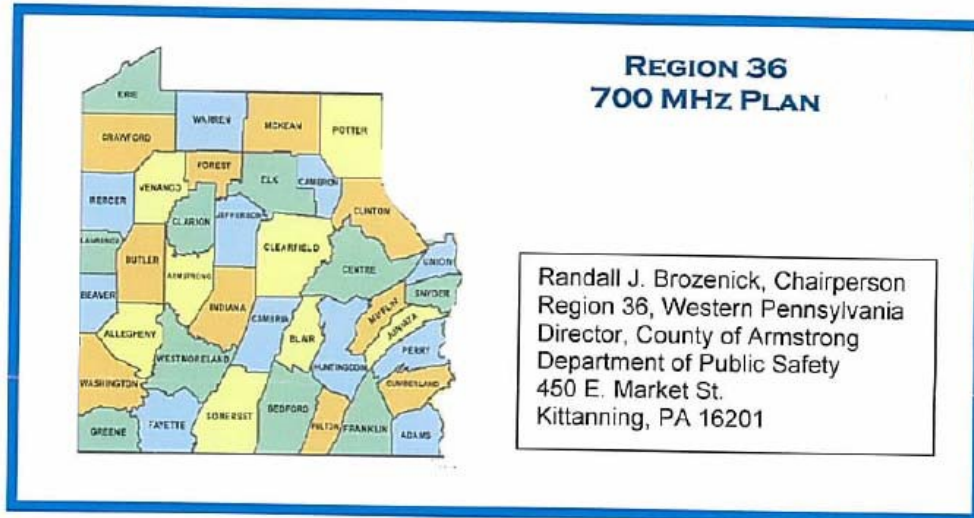 REGION 36
700 MHZ PLAN
ERIE
WARREN
MCKEAN
POTTER
CRAWFORD
FOREST
ELK
CAMERON
VENANGO
MERCER
CLARION
JEFFERSON
CLINTON
CLEARFIELD
LAWRENCE
BUTLER
ARMSTRONG
CENTRE
UNION
SNYDER
BEAVER
INDIANA
CAMBRIA
BLAIR
MIFFLIN
JUNIATA
ALLEGHENY
WESTMORELAND
HUNTINGDON
PERRY
WASHINGTON
CUMBERLAND
SOMERSET
BEDFORD
GREENE
FAYETTE
FULTON
FRANKLIN
ADAMS
Randall J. Brozenick, Chairperson
Region 36, Western Pennsylvania
Director, County of Armstrong
Department of Public Safety
450 E. Market St.
Kittanning, PA 16201